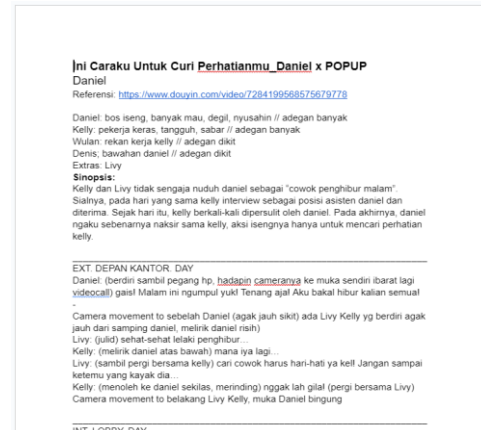 Ini Caraku Untuk Curi Perhatianmu_Daniel x POPUP
Daniel
Referensi: https://www.douyin.com/video/7284199568575679778
Daniel: bos iseng, banyak mau, degil, nyusahin // adegan banyak
Kelly: pekerja keras, tangguh, sabar // adegan banyak
Wulan: rekan kerja kelly // adegan dikit
Denis; bawahan daniel // adegan dikit
Extras: Livy
Sinopsis:
Kelly dan Livy tidak sengaja nuduh daniel sebagai "cowok penghibur malam".
Sialnya, pada hari yang sama kelly interview sebagai posisi asisten daniel dan
diterima. Sejak hari itu, kelly berkali-kali dipersulit oleh daniel. Pada akhirnya, daniel
ngaku sebenarnya naksir sama kelly, aksi isengnya hanya untuk mencari perhatian
kelly.
EXT. DEPAN KANTOR. DAY
Daniel: (berdiri sambil pegang hp, hadapin cameranya ke muka sendiri ibarat lagi
videocall) gais! Malam ini ngumpul yuk! Tenang aja! Aku bakal hibur kalian semua!
-
Camera movement to sebelah Daniel (agak jauh sikit) ada Livy Kelly yg berdiri agak
jauh dari samping daniel, melirik daniel risih)
Livy: (julid) sehat-sehat lelaki penghibur...
Kelly: (melirik daniel atas bawah) mana iya lagi...
Livy: (sambil pergi bersama kelly) cari cowok harus hari-hati ya kel! Jangan sampai
ketemu yang kayak dia...
Kelly: (menoleh ke daniel sekilas, merinding) nggak lah gila! (pergi bersama Livy)
Camera movement to belakang Livy Kelly, muka Daniel bingung
INT. LOBBY. DAY